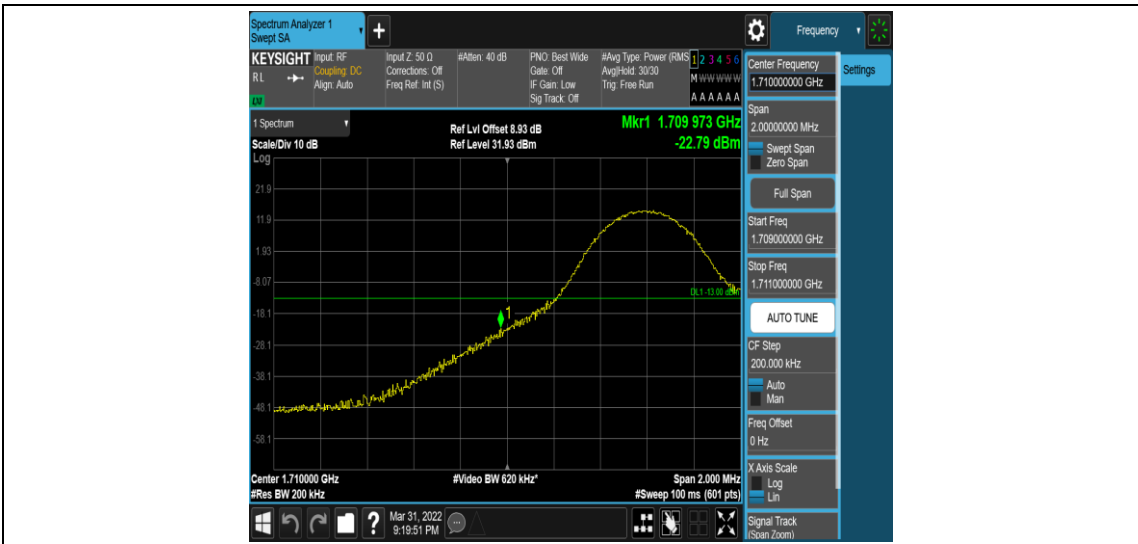 Spectrum Analyzer 1
Swept SA
Frequency
KEYSIGHT
RL
LXI
Input: RF
Coupling: DC
Align: Auto
Input Z: 50 Ω
Corrections: Off
Freq Ref: Int (S)
#Atten: 40 dB
PNO: Best Wide
Gate: Off
IF Gain: Low
Sig Track: Off
#Avg Type: Power (RMS
Avg|Hold: 30/30
Trig: Free Run
1 2 3 4 5 6
M W W W W W
A A A A A A
Center Frequency
1.710000000 GHz
Settings
Span
2.00000000 MHz
Swept Span
Zero Span
Full Span
Start Freq
1.709000000 GHz
Stop Freq
1.711000000 GHz
AUTO TUNE
CF Step
200.000 kHz
Auto
Man
Freq Offset
0 Hz
X Axis Scale
Log
Lin
Signal Track
(Span Zoom)
1 Spectrum
Scale/Div 10 dB
Log
Ref Lvl Offset 8.93 dB
Ref Level 31.93 dBm
Mkr1 1.709 973 GHz
-22.79 dBm
21.9
11.9
1.93
-8.07
DL1 -13.00 dBm
-18.1
1
-28.1
-38.1
-48.1
-58.1
Center 1.710000 GHz
#Res BW 200 kHz
#Video BW 620 kHz*
Span 2.000 MHz
#Sweep 100 ms (601 pts)
?
Mar 31, 2022
9:19:51 PM